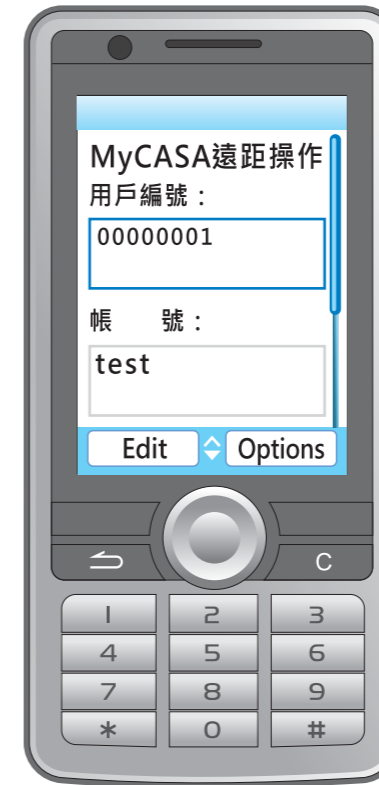 MyCASA遠距操作
用戶編號：
00000001
帳　號：
test
Edit Options
C
1 2 3
4 5 6
7 8 9
* 0 #